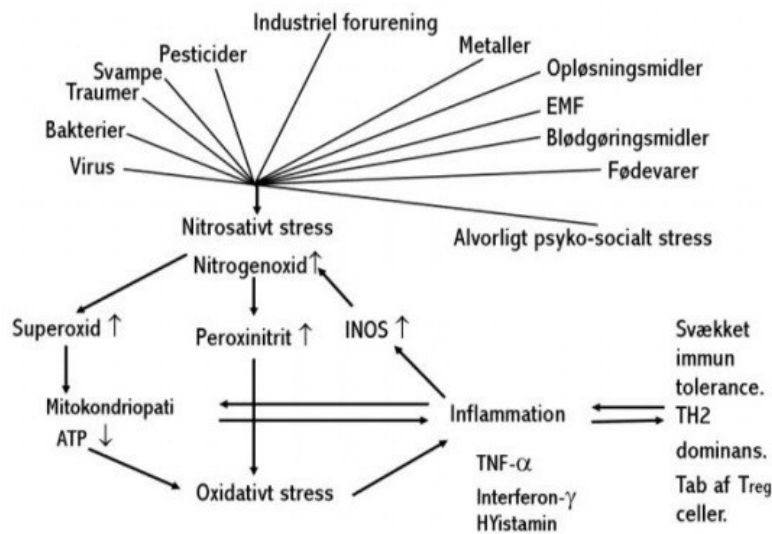 Industriel forurening
Pesticider
Metaller
Svampe
Opløsningsmidler
Traumer
EMF
Bakterier
Blødgøringsmidler
Virus
Fødevarer
Nitrosativt stress
Alvorligt psyko-socialt stress
Nitrogenoxid ↑
Superoxid ↑
Peroxinitrit ↑
INOS ↑
Svækket
immun
tolerance.
TH2
dominans.
Tab af Treg
celler.
Mitokondriopati
ATP ↓
Inflammation
TNF-α
Interferon-γ
HYistamin
Oxidativt stress